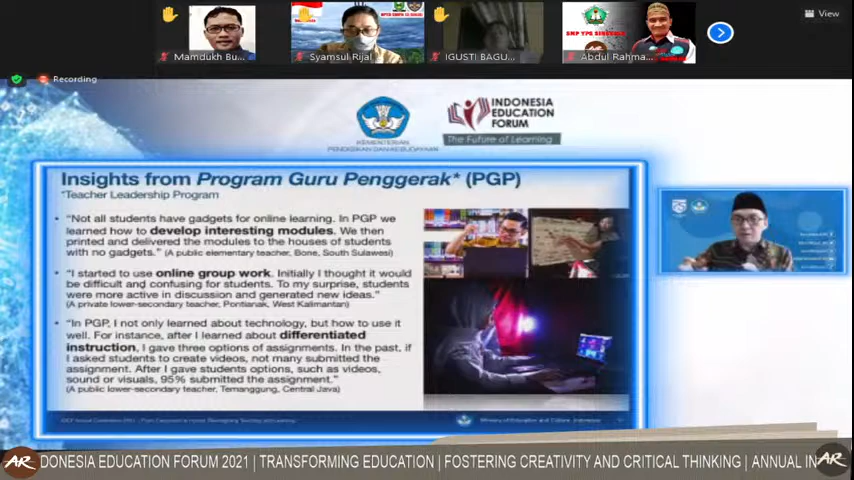 View
Mamdukh Bu...
Syamsul Rijal
IGUSTI BAGU...
Abdul Rahma...
SMP YPS
Recording
KEMENTERIAN
PENDIDIKAN DAN KEBUDAYAAN
INDONESIA
EDUCATION
FORUM
The Future of Learning
Insights from Program Guru Penggerak* (PGP)
*Teacher Leadership Program
• "Not all students have gadgets for online learning. In PGP we
learned how to develop interesting modules. We then
printed and delivered the modules to the houses of students
with no gadgets." (A public elementary teacher, Bone, South Sulawesi)
• "I started to use online group work. Initially I thought it would
be difficult and confusing for students. To my surprise, students
were more active in discussion and generated new ideas."
(A private lower-secondary teacher, Pontianak, West Kalimantan)
• "In PGP, I not only learned about technology, but how to use it
well. For instance, after I learned about differentiated
instruction, I gave three options of assignments. In the past, if
I asked students to create videos, not many submitted the
assignment. After I gave students options, such as videos,
sound or visuals, 95% submitted the assignment."
(A public lower-secondary teacher, Temanggung, Central Java)
Ministry of Education and Culture, Indonesia
AR
DONESIA EDUCATION FORUM 2021 | TRANSFORMING EDUCATION | FOSTERING CREATIVITY AND CRITICAL THINKING | ANNUAL IN
AR